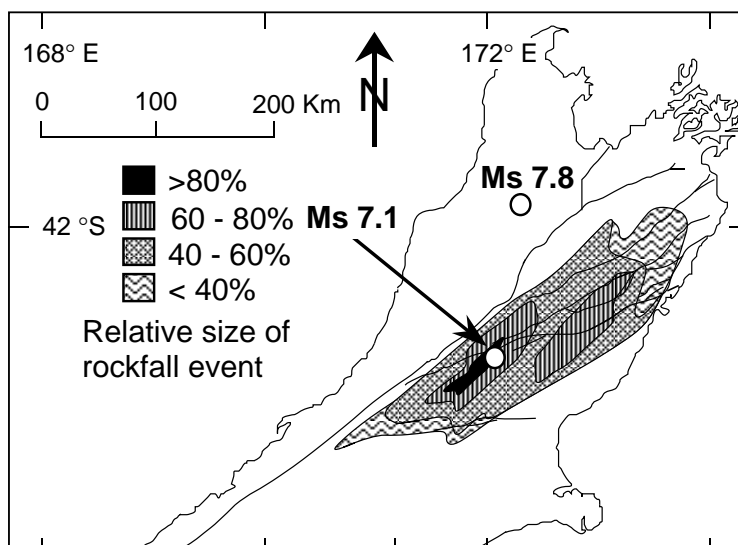 168° E
172° E
0 100 200 Km
N
>80%
Ms 7.8
60 - 80%
Ms 7.1
42 °S
40 - 60%
< 40%
Relative size of
rockfall event